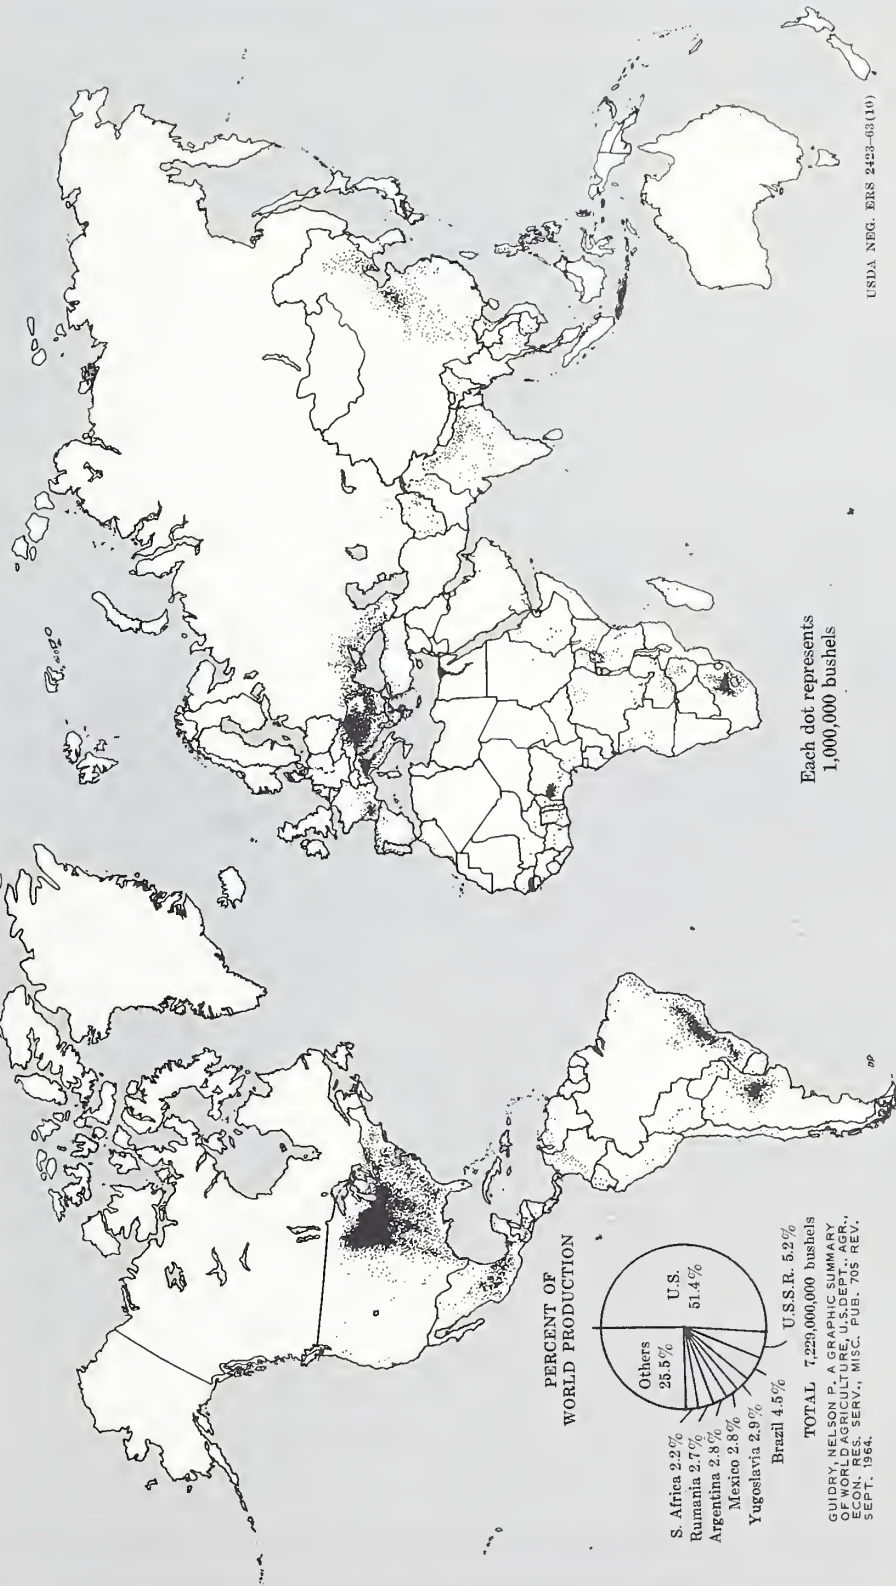 PERCENT OF
WORLD PRODUCTION
Others
25.5%
U.S.
51.4%
S. Africa 2.2%
Rumania 2.7%
Argentina 2.8%
Mexico 2.8%
Yugoslavia 2.9%
Brazil 4.5%
U.S.S.R. 5.2%
TOTAL 7,229,000,000 bushels
GUIDRY, NELSON P. A GRAPHIC SUMMARY
OF WORLD AGRICULTURE, U.S.DEPT., AGR.,
ECON. RES. SERV., MISC. PUB. 705 REV.
SEPT. 1964.
Each dot represents
1,000,000 bushels
USDA NEG. ERS 2423-63(10)